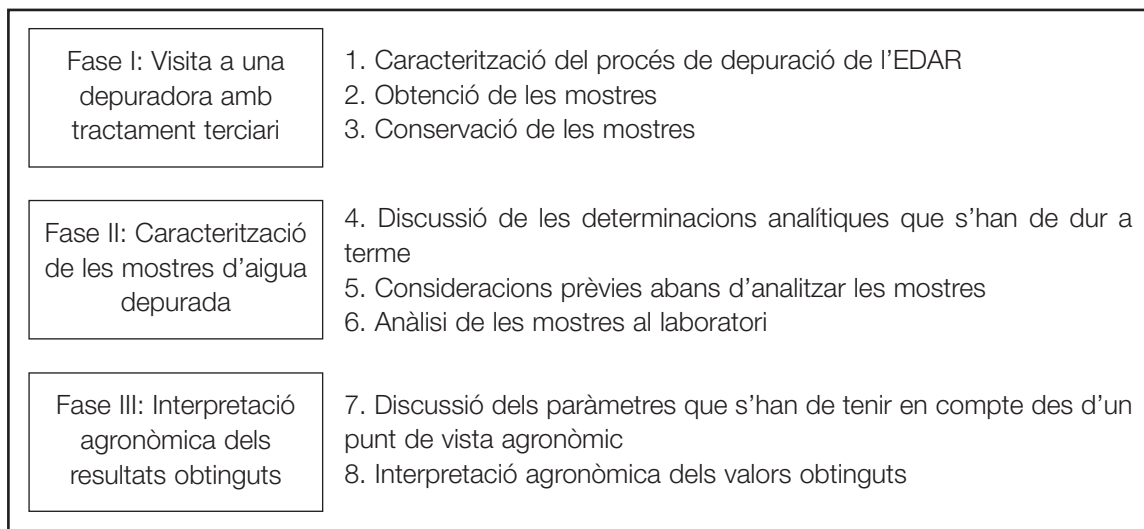 Fase I: Visita a una
depuradora amb
tractament terciari
1. Caracterització del procés de depuració de l’EDAR
2. Obtenció de les mostres
3. Conservació de les mostres
Fase II: Caracterització
de les mostres d’aigua
depurada
4. Discussió de les determinacions analítiques que s’han de dur a
terme
5. Consideracions prèvies abans d’analitzar les mostres
6. Anàlisi de les mostres al laboratori
Fase III: Interpretació
agronòmica dels
resultats obtinguts
7. Discussió dels paràmetres que s’han de tenir en compte des d’un
punt de vista agronòmic
8. Interpretació agronòmica dels valors obtinguts